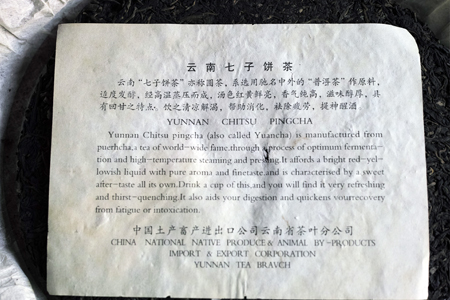 云南七子饼茶
云南“七子饼茶”亦称圆茶，系选用驰名中外的“普洱茶”作原料，
适度发酵，经高温蒸压而成，汤色红黄鲜亮，香气纯高，滋味醇厚，具
有回甘之特点，饮之清凉解渴，帮助消化，祛除疲劳，提神醒酒。
YUNNAN CHITSU PINGCHA
Yunnan Chitsu pingcha (also called Yuancha) is manufactured from
puerhcha,a tea of world-wide fame,through a process of optimum fermenta-
tion and high-temperature steaming and pressing.It affords a bright red-yel-
lowish liquid with pure aroma and finetaste,and is characterised by a sweet
after-taste all its own.Drink a cup of this,and you will find it very refreshing
and thirst-quenching.It also aids your digestion and quickens yourrecovery
from fatigue or intoxication.
中国土产畜产进出口公司云南省茶叶分公司
CHINA NATIONAL NATIVE PRODUCE & ANIMAL BY-PRODUCTS
IMPORT & EXPORT CORPORATION
YUNNAN TEA BRAVCH